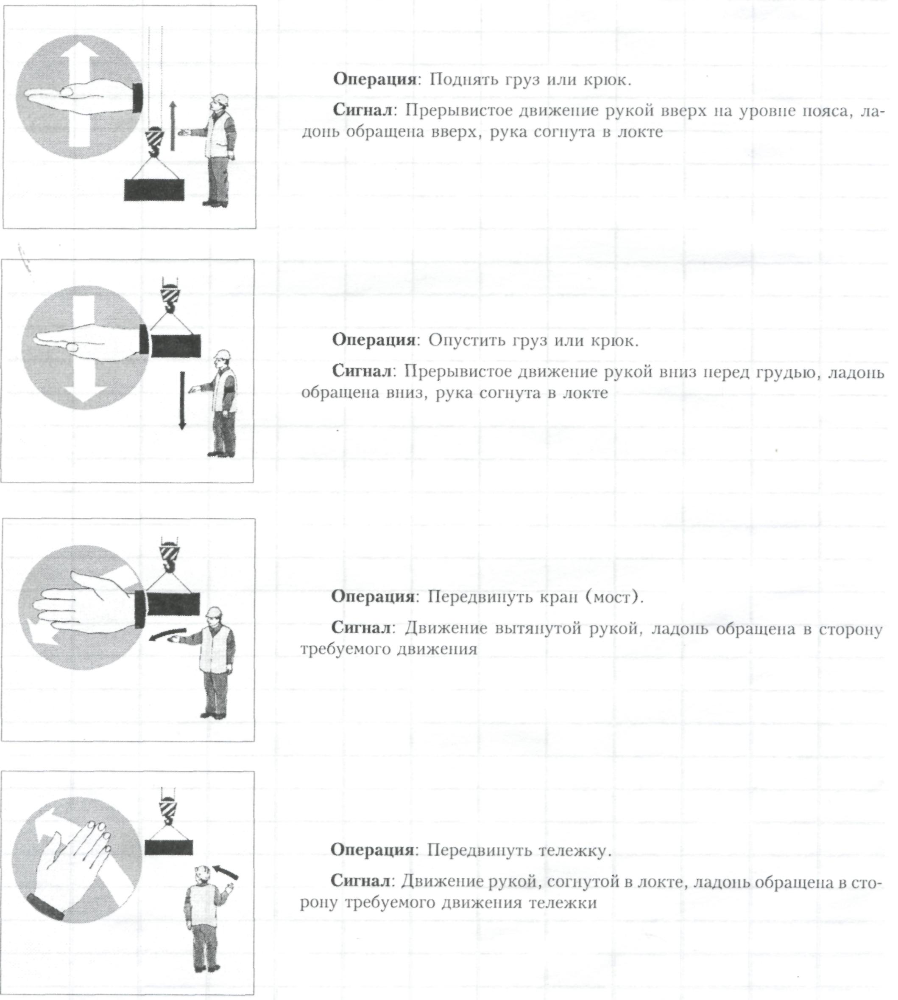 Операция: Поднять груз или крюк.
Сигнал: Прерывистое движение рукой вверх на уровне пояса, ла-
донь обращена вверх, рука согнута в локте
Операция: Опустить груз или крюк.
Сигнал: Прерывистое движение рукой вниз перед грудью, ладонь
обращена вниз, рука согнута в локте
Операция: Передвинуть кран (мост).
Сигнал: Движение вытянутой рукой, ладонь обращена в сторону
требуемого движения
Операция: Передвинуть тележку.
Сигнал: Движение рукой, согнутой в локте, ладонь обращена в сто-
рону требуемого движения тележки